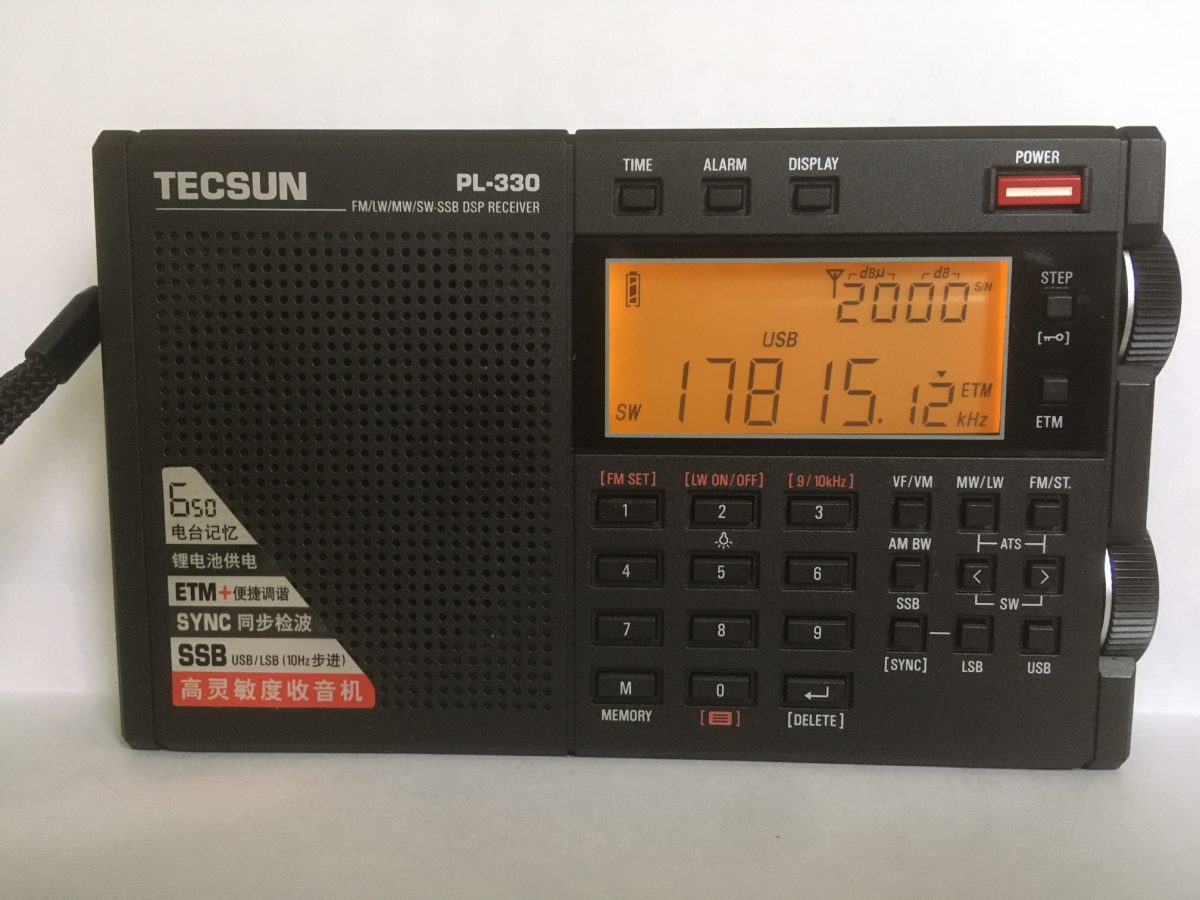 TECSUN
PL-330
FM/LW/MW/SW-SSB DSP RECEIVER
TIME ALARM DISPLAY POWER
dBμ dB
2000 S/N
USB
SW 17815.12 ETM kHz
STEP
ETM
650
电台记忆
锂电池供电
ETM+便捷调谐
SYNC 同步检波
SSB USB/LSB (10Hz步进)
高灵敏度收音机
[FM SET] [LW ON/OFF] [9/10kHz] VF/VM MW/LW FM/ST.
1 2 3
AM BW ATS
4 5 6 < >
SSB SW
7 8 9
[SYNC] LSB USB
M 0
MEMORY [DELETE]